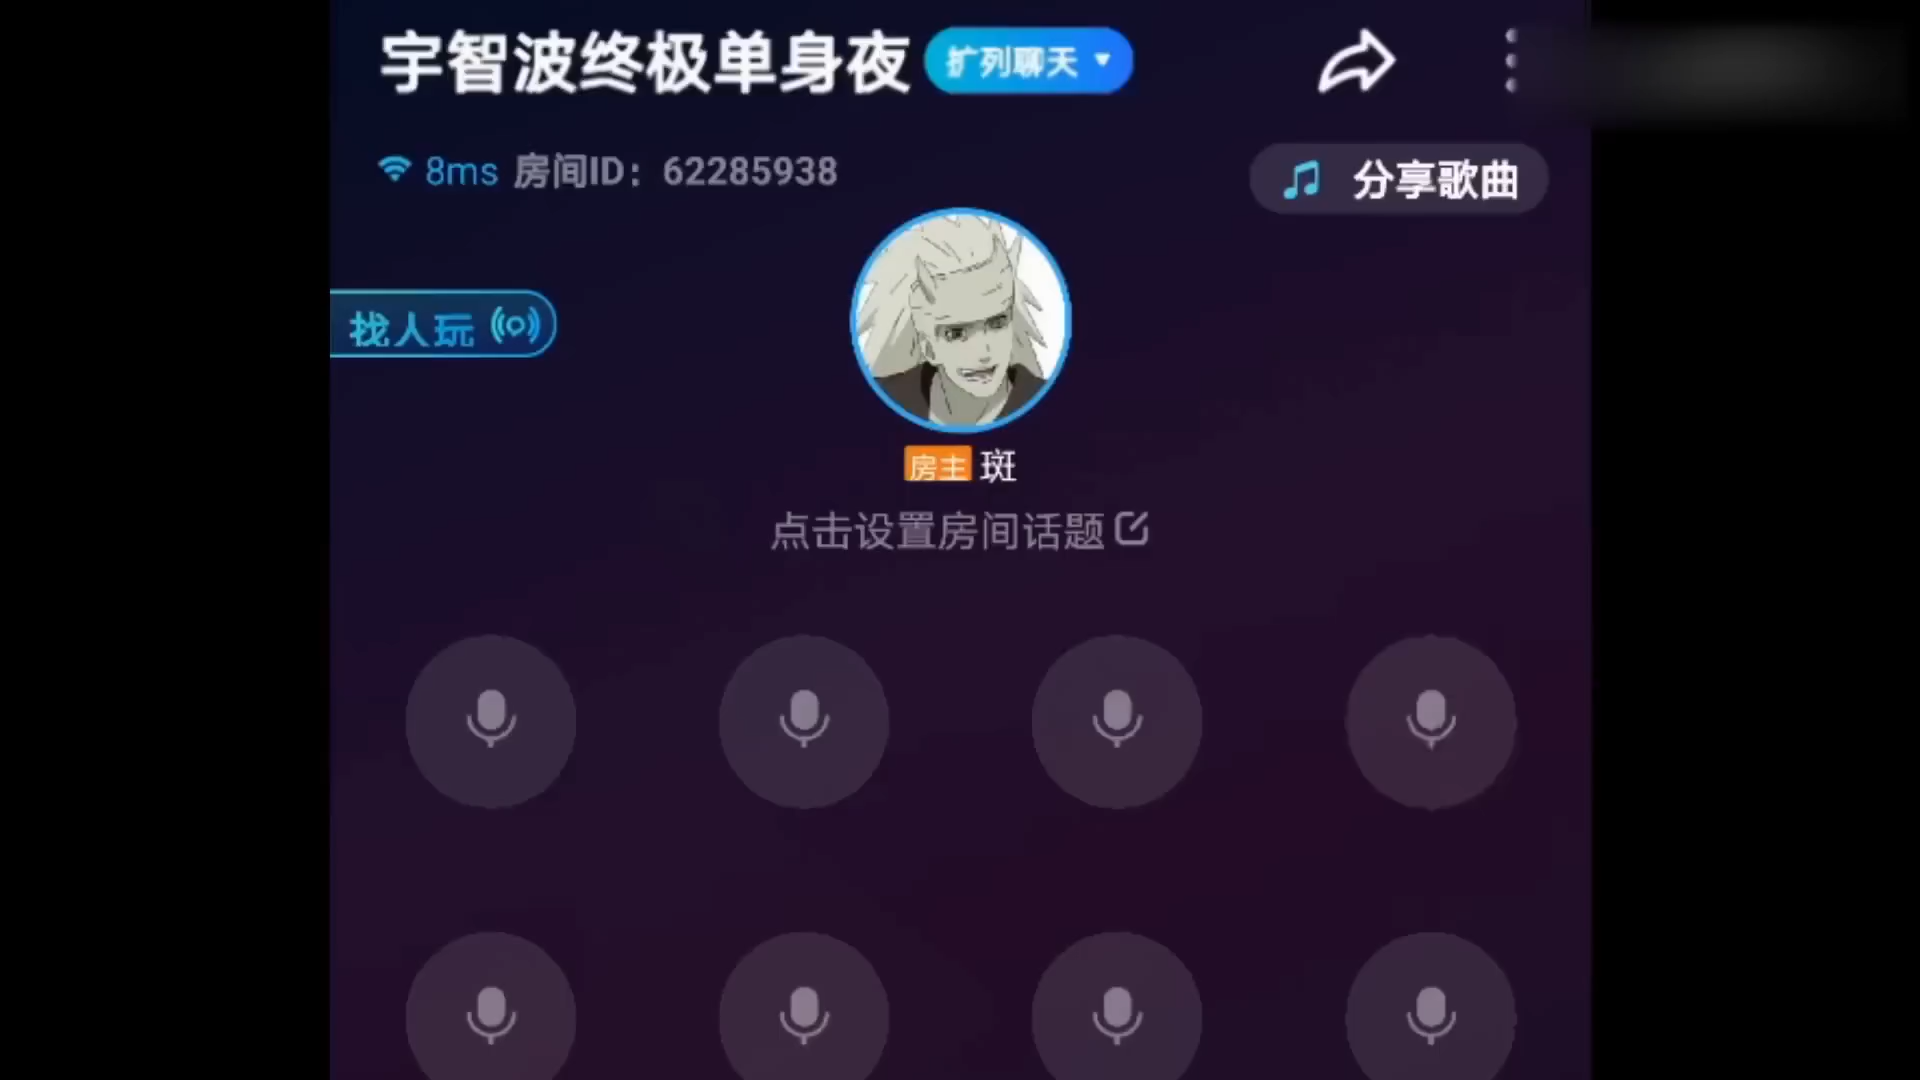 宇智波终极单身夜 扩列聊天
8ms 房间ID：62285938
分享歌曲
找人玩
房主 斑
点击设置房间话题